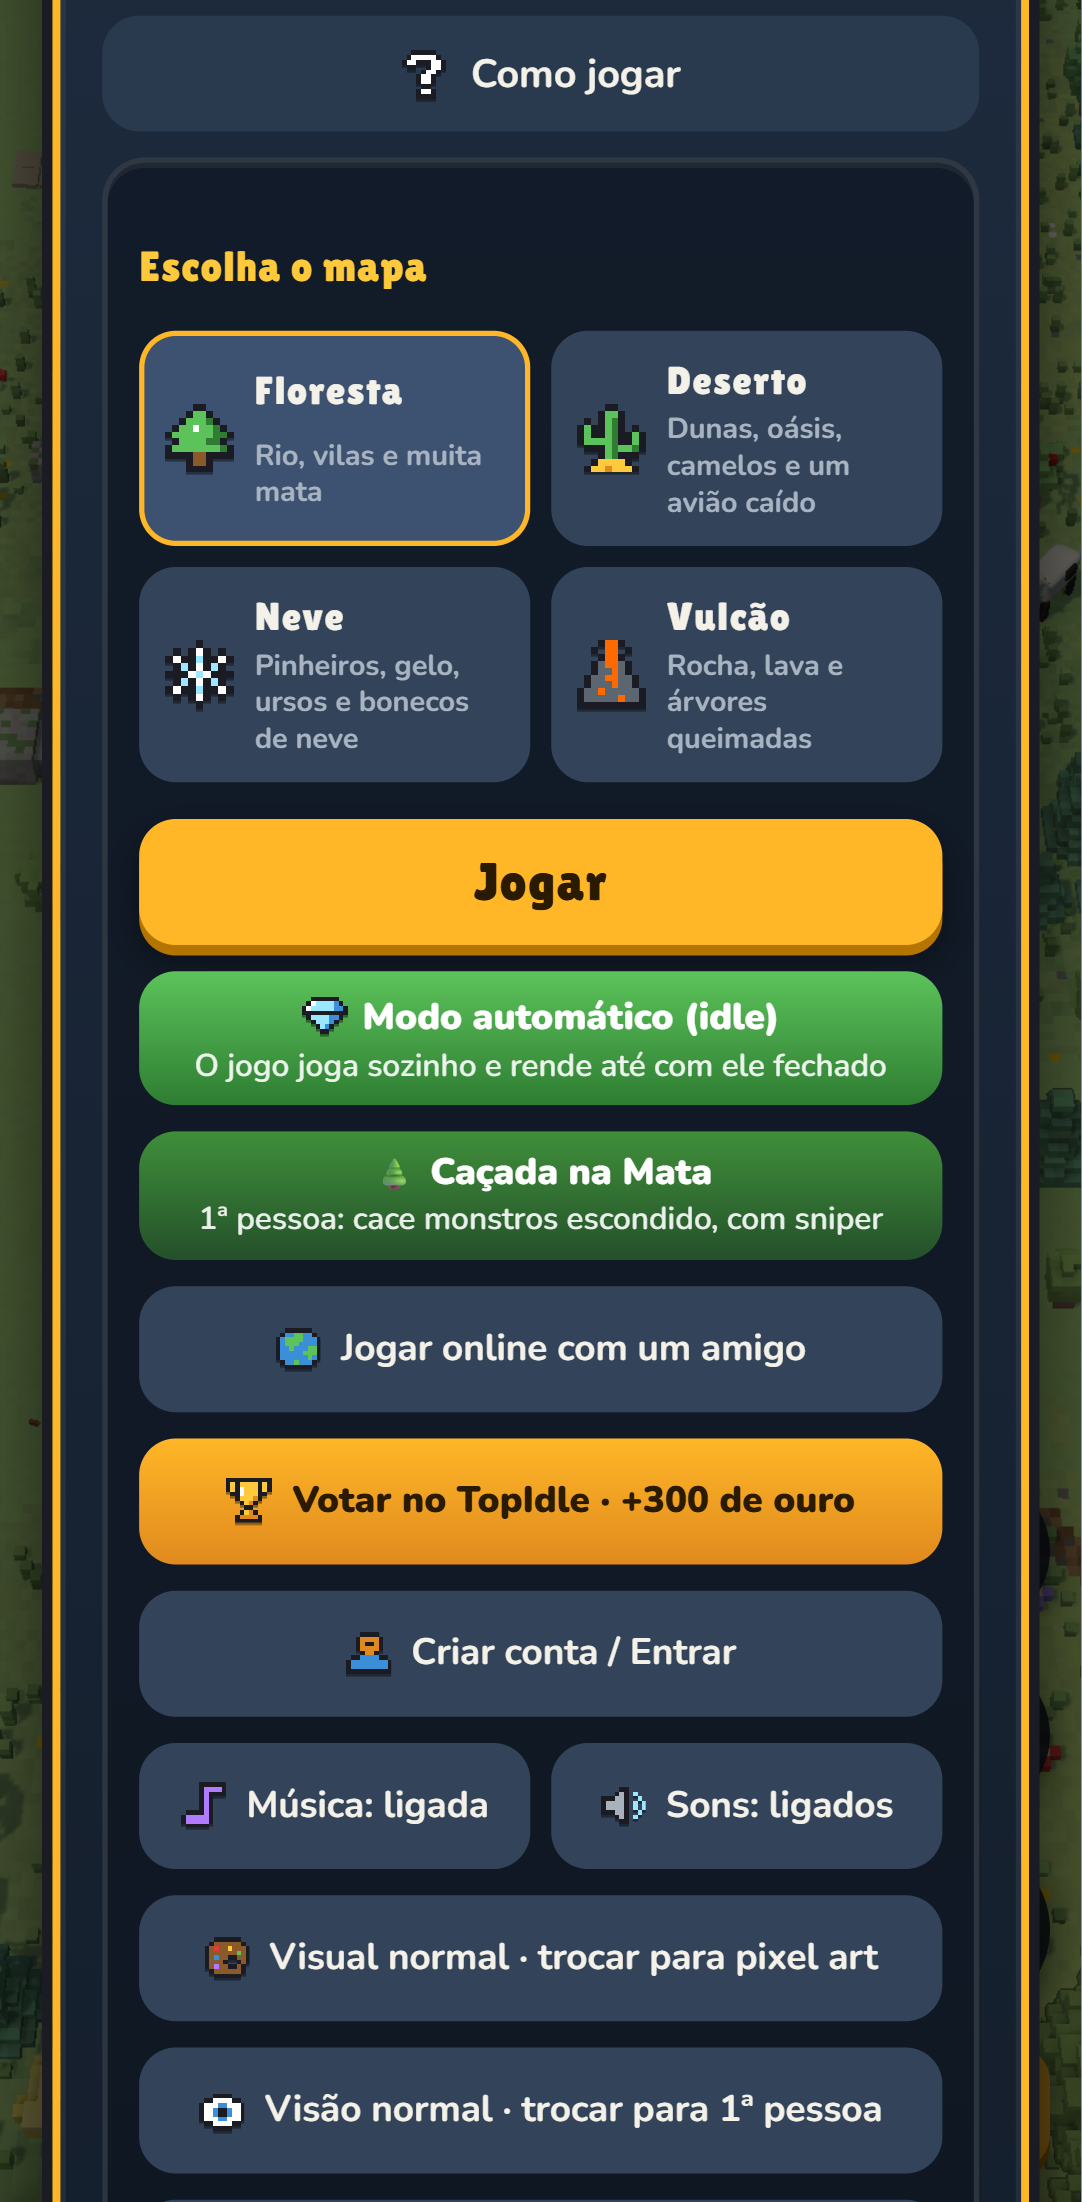 Como jogar
Escolha o mapa
Floresta
Rio, vilas e muita
mata
Deserto
Dunas, oásis,
camelos e um
avião caído
Neve
Pinheiros, gelo,
ursos e bonecos
de neve
Vulcão
Rocha, lava e
árvores
queimadas
Jogar
Modo automático (idle)
O jogo joga sozinho e rende até com ele fechado
Caçada na Mata
1ª pessoa: cace monstros escondido, com sniper
Jogar online com um amigo
Votar no TopIdle · +300 de ouro
Criar conta / Entrar
Música: ligada
Sons: ligados
Visual normal · trocar para pixel art
Visão normal · trocar para 1ª pessoa